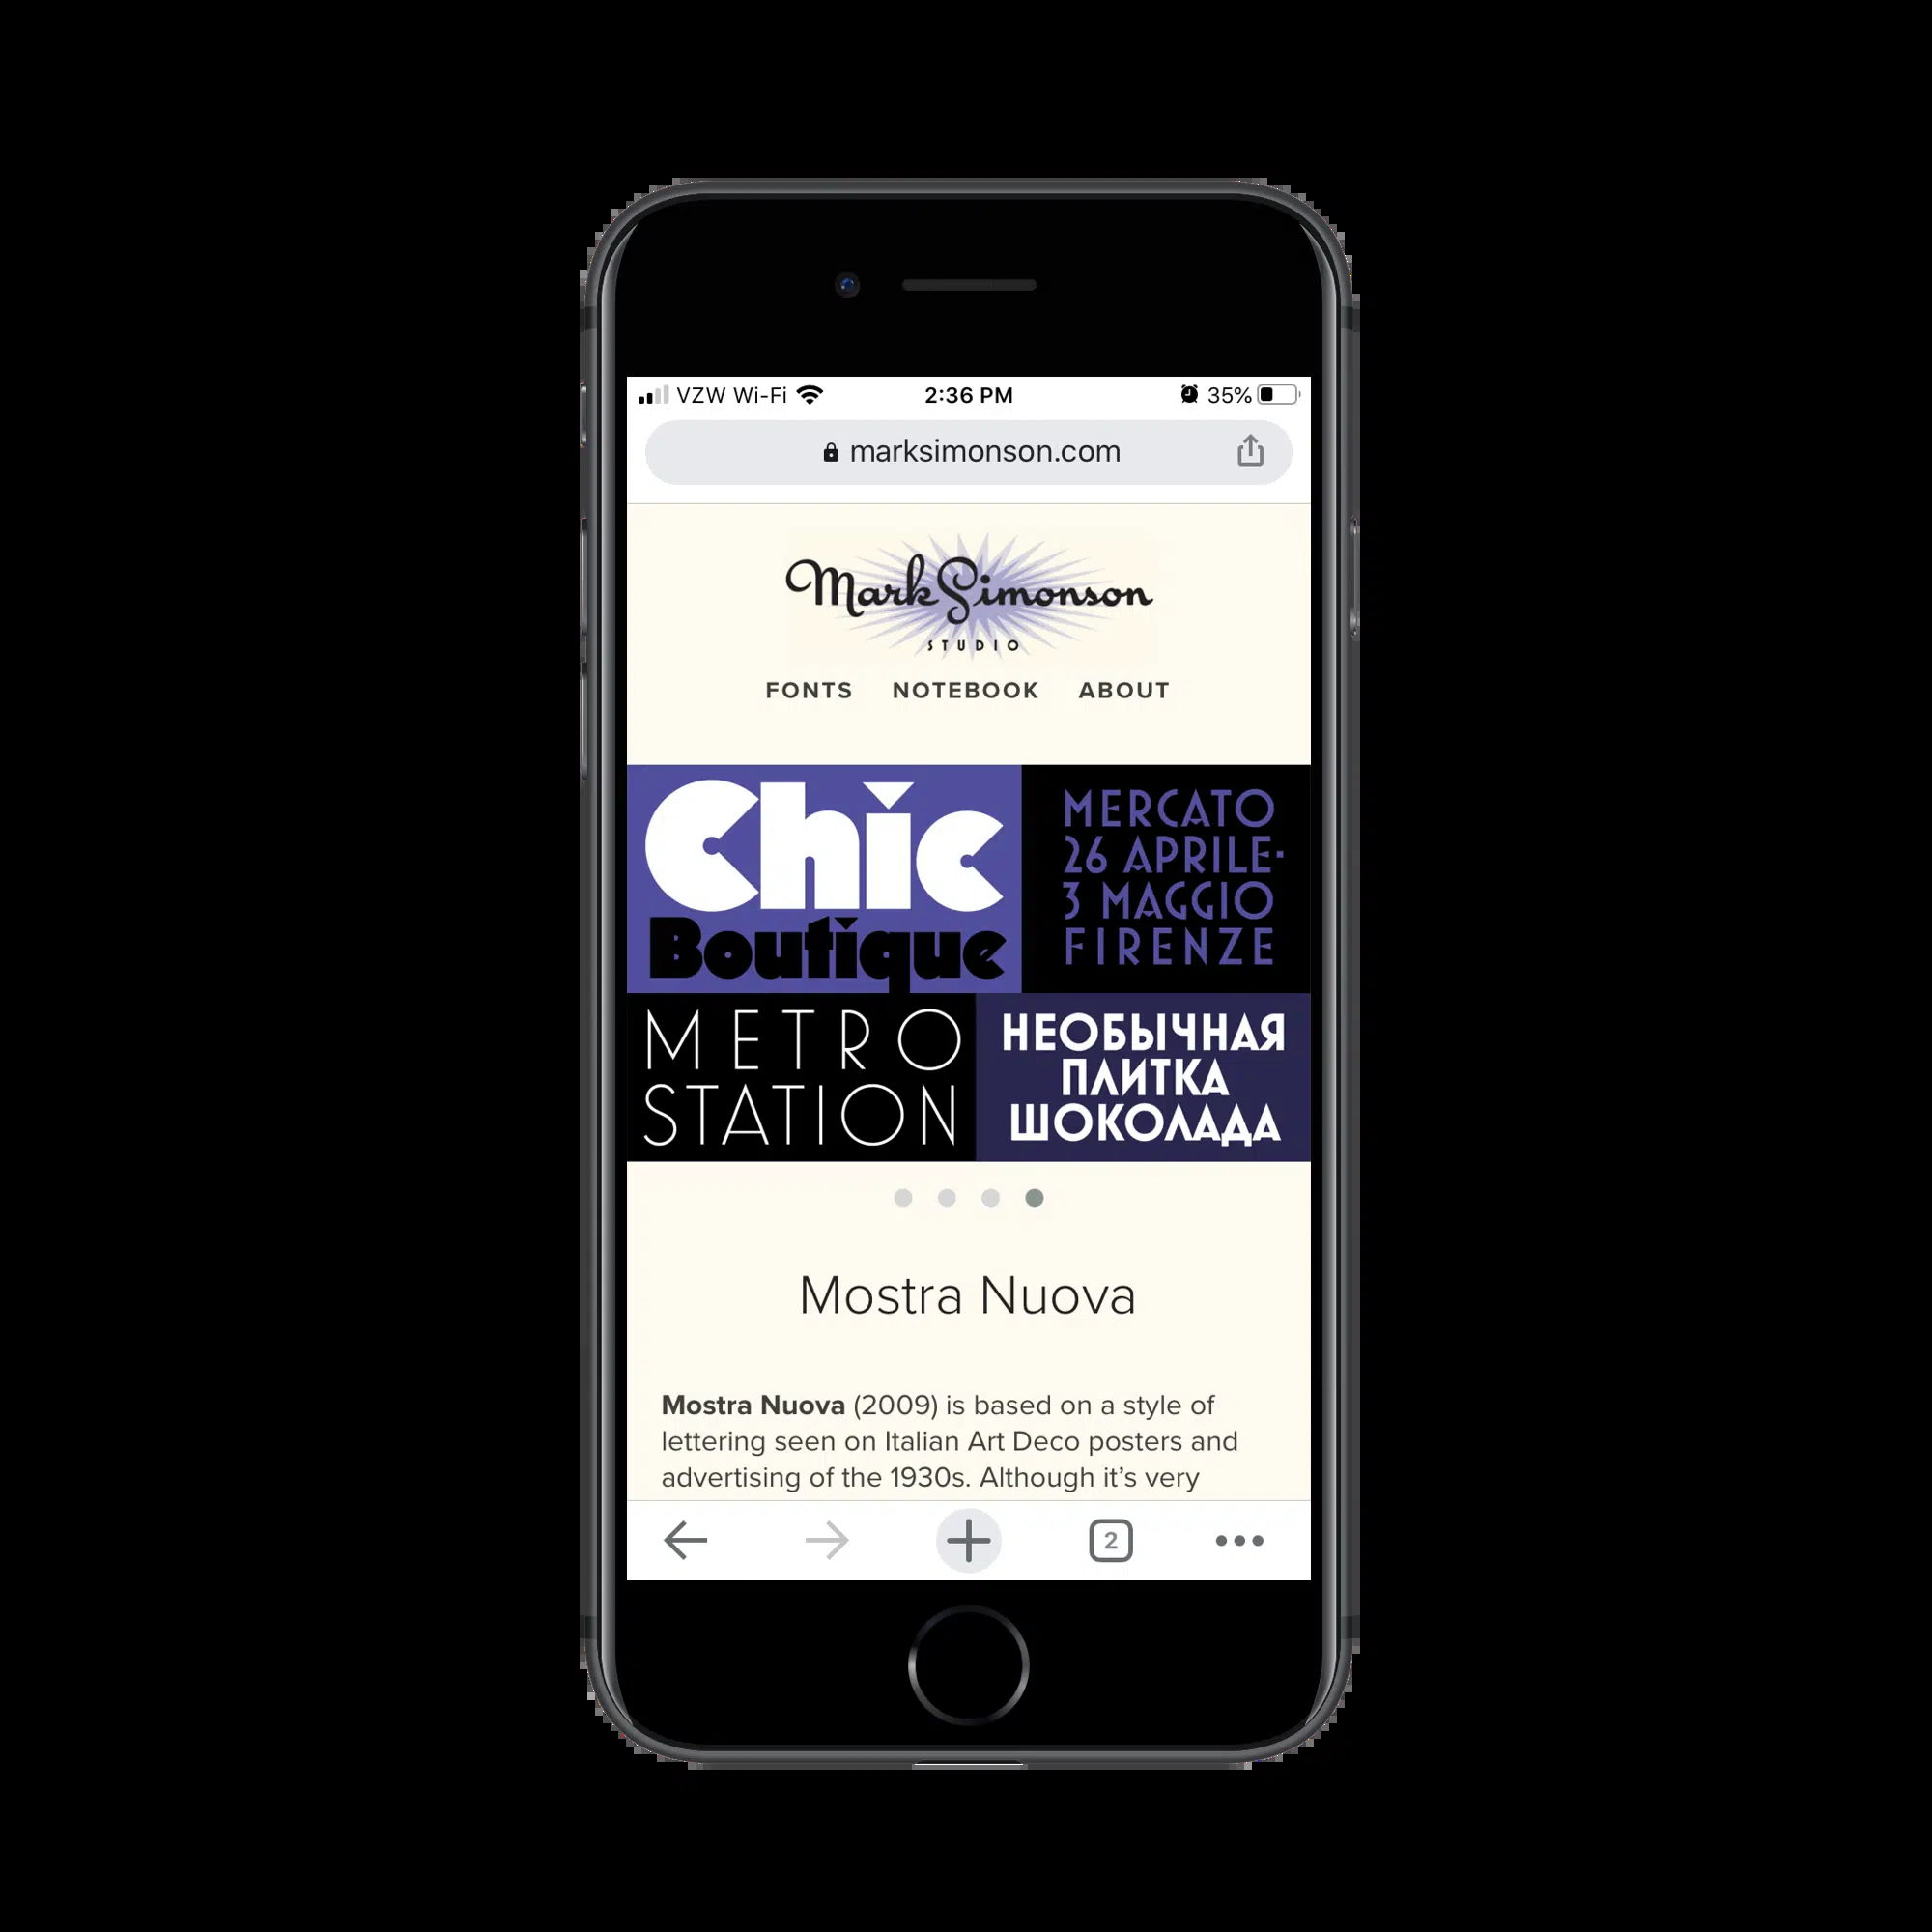 VZW Wi-Fi 2:36 PM 35%
marksimonson.com
Mark Simonson
STUDIO
FONTS NOTEBOOK ABOUT
Chic
Boutique
MERCATO
26 APRILE·
3 MAGGIO
FIRENZE
METRO
STATION
НЕОБЫЧНАЯ
ПЛИТКА
ШОКОЛАДА
Mostra Nuova
Mostra Nuova (2009) is based on a style of
lettering seen on Italian Art Deco posters and
advertising of the 1930s. Although it’s very
2